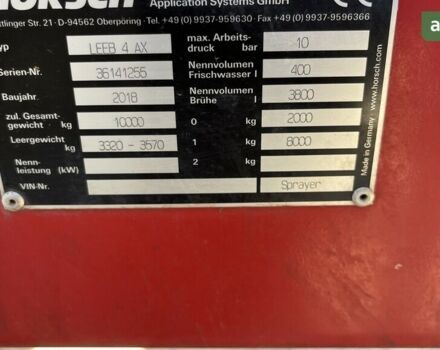 HORSCH Application Systems GmbH
ttlinger Str. 21 · D-94562 Oberpöring · Tel. +49 (0) 9937-959630 · Fax +49 (0) 9937-9596366
yp LEEB 4 AX max. Arbeits-druck bar 10
Serien-Nr. 36141255 Nennvolumen Frischwasser l 400
Baujahr 2018 Nennvolumen Brühe l 3800
zul. Gesamt-gewicht kg 10000 0 kg 2000
Leergewicht kg 3320 - 3570 1 kg 8000
Nenn-leistung (kW) 2 kg
VIN-Nr. Sprayer
Made in Germany · www.horsch.com
a